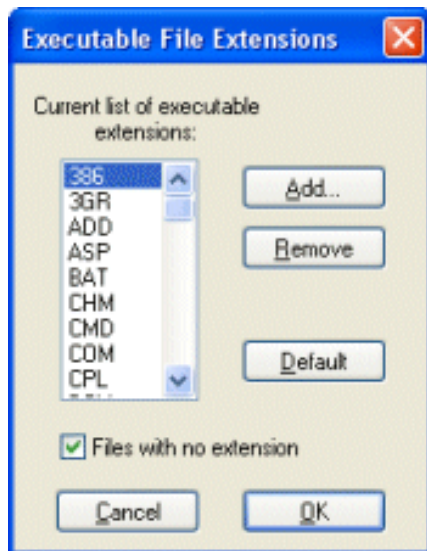 Executable File Extensions
Current list of executable
extensions:
386
3GR
ADD
ASP
BAT
CHM
CMD
COM
CPL
Add...
Remove
Default
Files with no extension
Cancel
OK